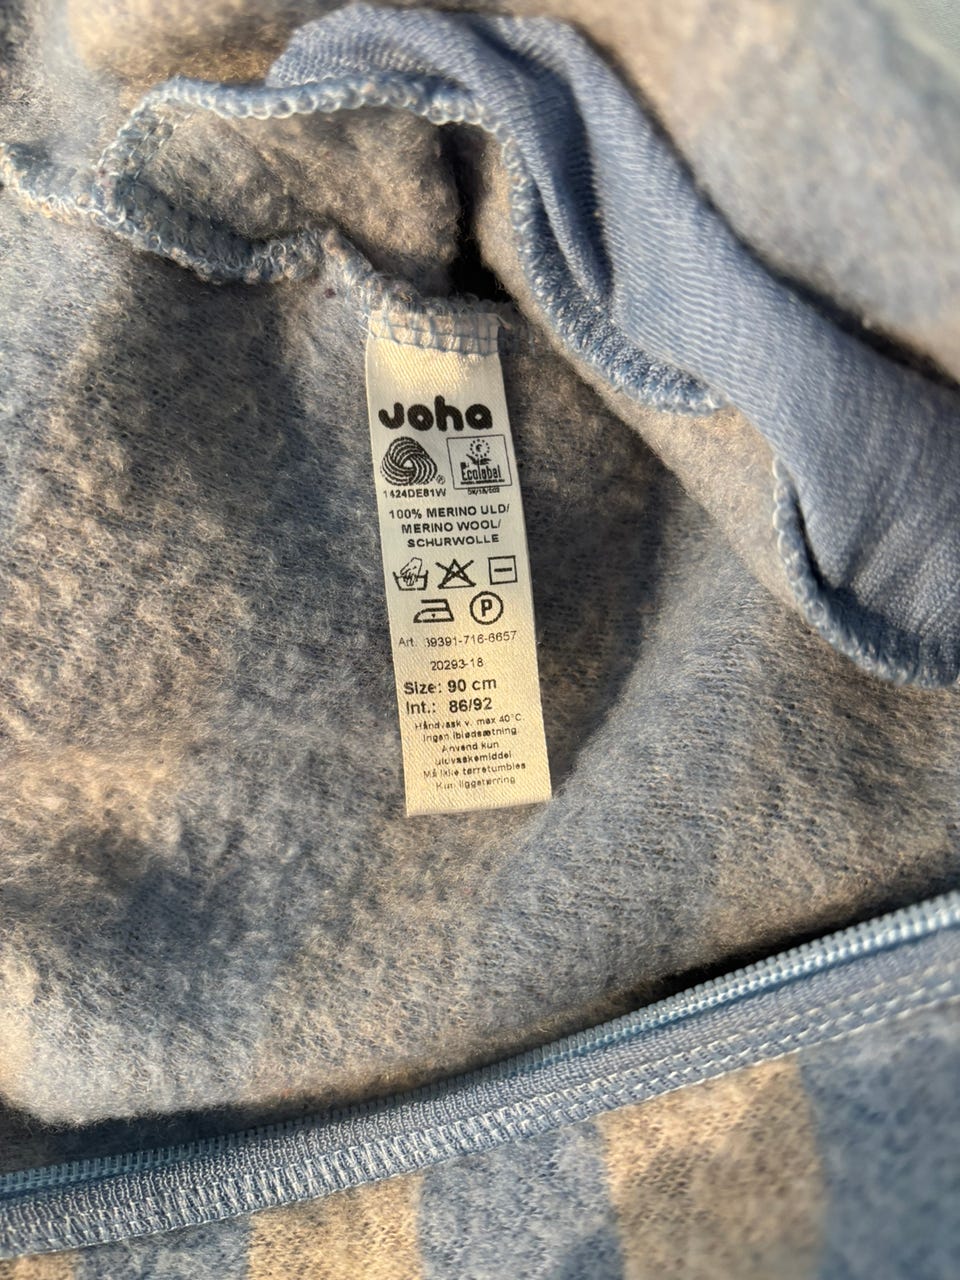 Joha
®
Ecolabel
1424DE81W
100% MERINO ULD/
MERINO WOOL/
SCHURWOLLE
P
Art. 39391-716-6657
20293-18
Size: 90 cm
Int.: 86/92
Håndvask v. max 40°C.
Ingen iblødsætning.
Anvend kun
uldvaskemiddel
Må ikke tørretumbles
Kun liggetørring